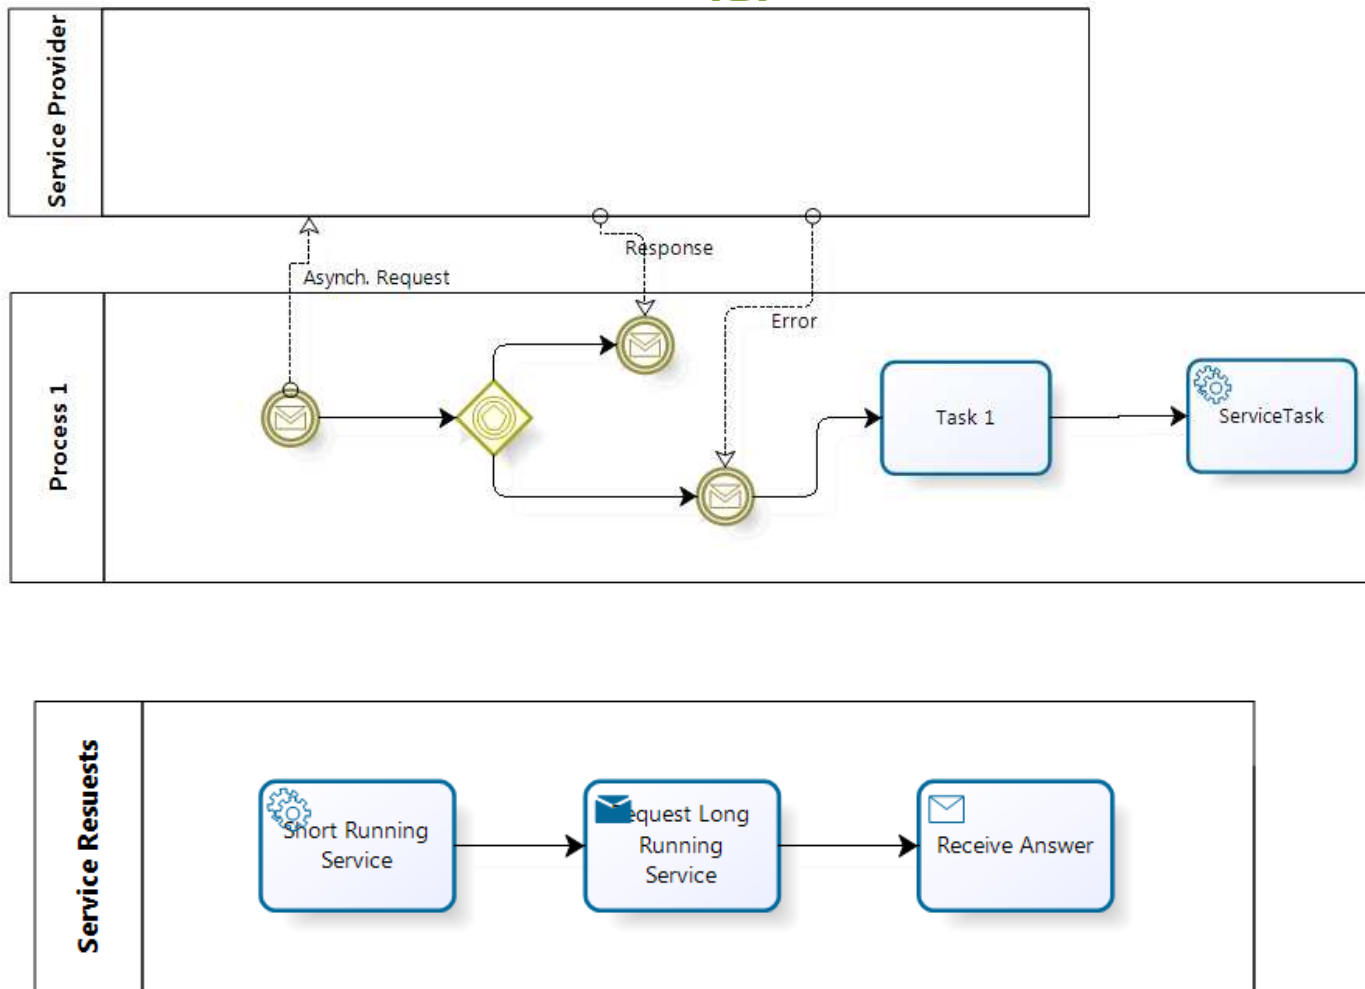 Service Provider
Response
Asynch. Request
Error
Process 1
Task 1
ServiceTask
Service Resuests
Short Running
Service
equest Long
Running
Service
Receive Answer